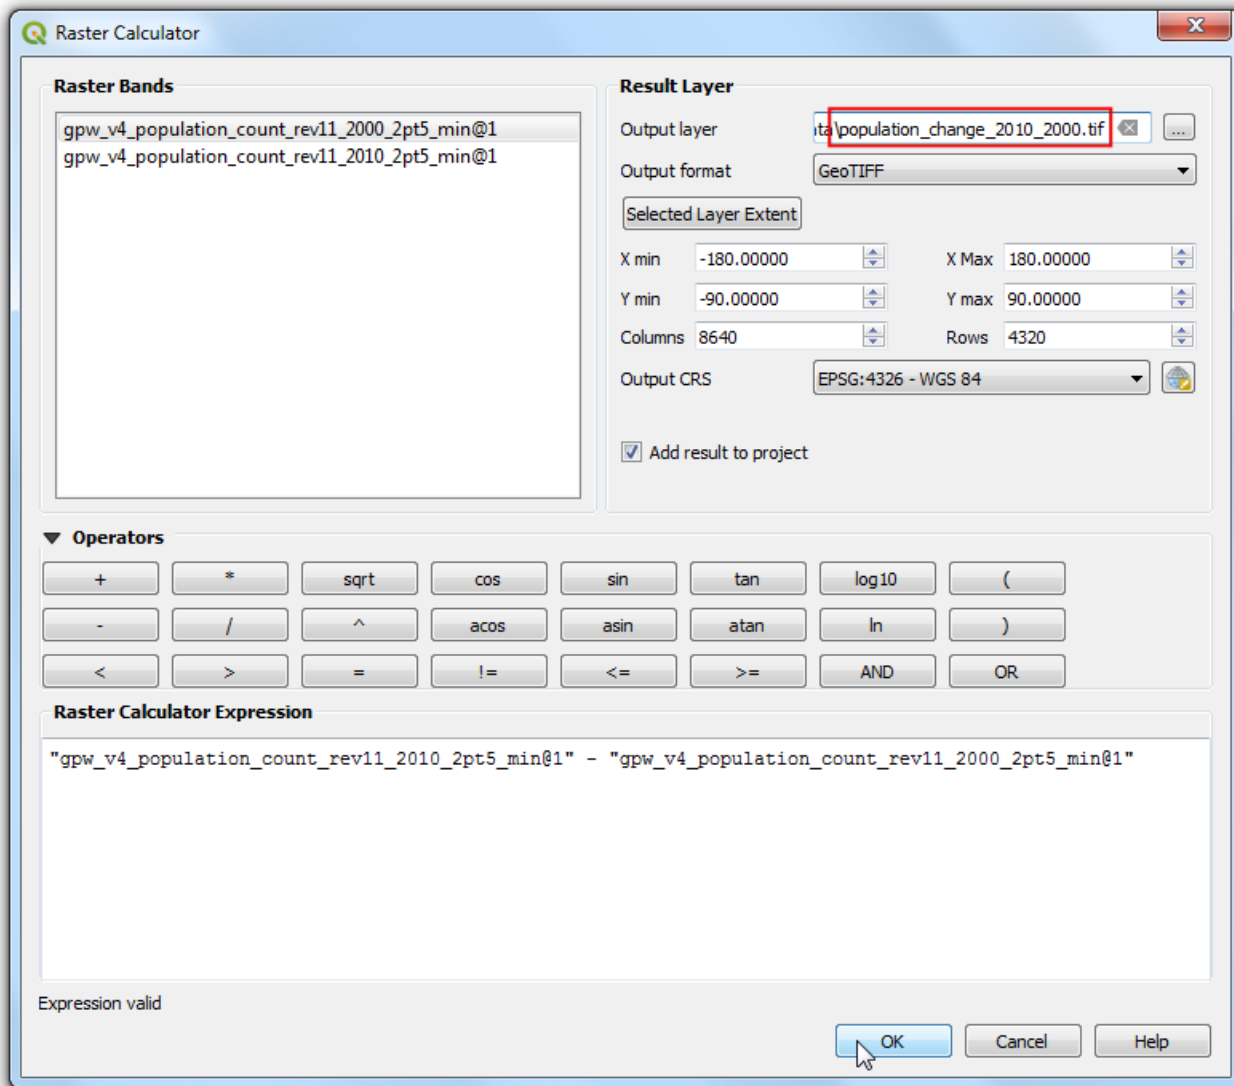 Raster Calculator
Raster Bands
gpw_v4_population_count_rev11_2000_2pt5_min@1
gpw_v4_population_count_rev11_2010_2pt5_min@1
Result Layer
Output layer ta\population_change_2010_2000.tif ...
Output format GeoTIFF
Selected Layer Extent
X min -180.00000 X Max 180.00000
Y min -90.00000 Y max 90.00000
Columns 8640 Rows 4320
Output CRS EPSG:4326 - WGS 84
Add result to project
Operators
+ * sqrt cos sin tan log10 (
- / ^ acos asin atan ln )
< > = != <= >= AND OR
Raster Calculator Expression
"gpw_v4_population_count_rev11_2010_2pt5_min@1" - "gpw_v4_population_count_rev11_2000_2pt5_min@1"
Expression valid
OK Cancel Help